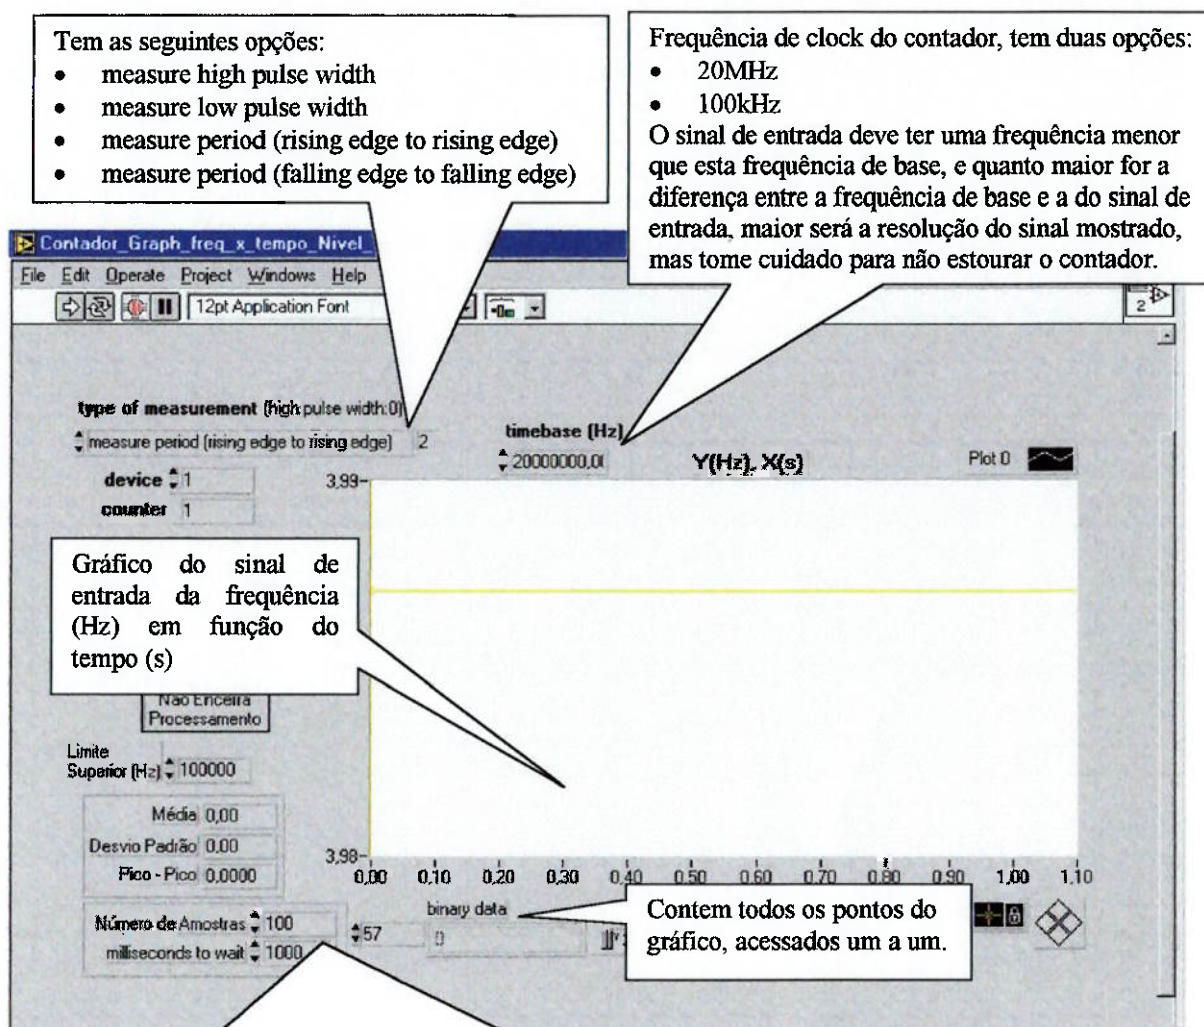 Tem as seguintes opções:
• measure high pulse width
• measure low pulse width
• measure period (rising edge to rising edge)
• measure period (falling edge to falling edge)
Frequência de clock do contador, tem duas opções:
• 20MHz
• 100kHz
O sinal de entrada deve ter uma frequência menor
que esta frequência de base, e quanto maior for a
diferença entre a frequência de base e a do sinal de
entrada, maior será a resolução do sinal mostrado,
mas tome cuidado para não estourar o contador.
Contador_Graph_freq_x_tempo_Nivel_
File Edit Operate Project Windows Help
12pt Application Font
2
type of measurement (high pulse width:0)
measure period (rising edge to rising edge) 2
timebase (Hz)
20000000,0(
Y(Hz), X(s)
Plot 0
device 1
counter 1
3,99
Gráfico do sinal de
entrada da frequência
(Hz) em função do
tempo (s)
Não Encerra
Processamento
Limite
Superior (Hz) 100000
Média 0,00
Desvio Padrão 0,00
Pico - Pico 0,0000
3,98
0,00 0,10 0,20 0,30 0,40 0,50 0,60 0,70 0,80 0,90 1,00 1,10
Número de Amostras 100
milliseconds to wait 1000
57
binary data
0
Contem todos os pontos do
gráfico, acessados um a um.